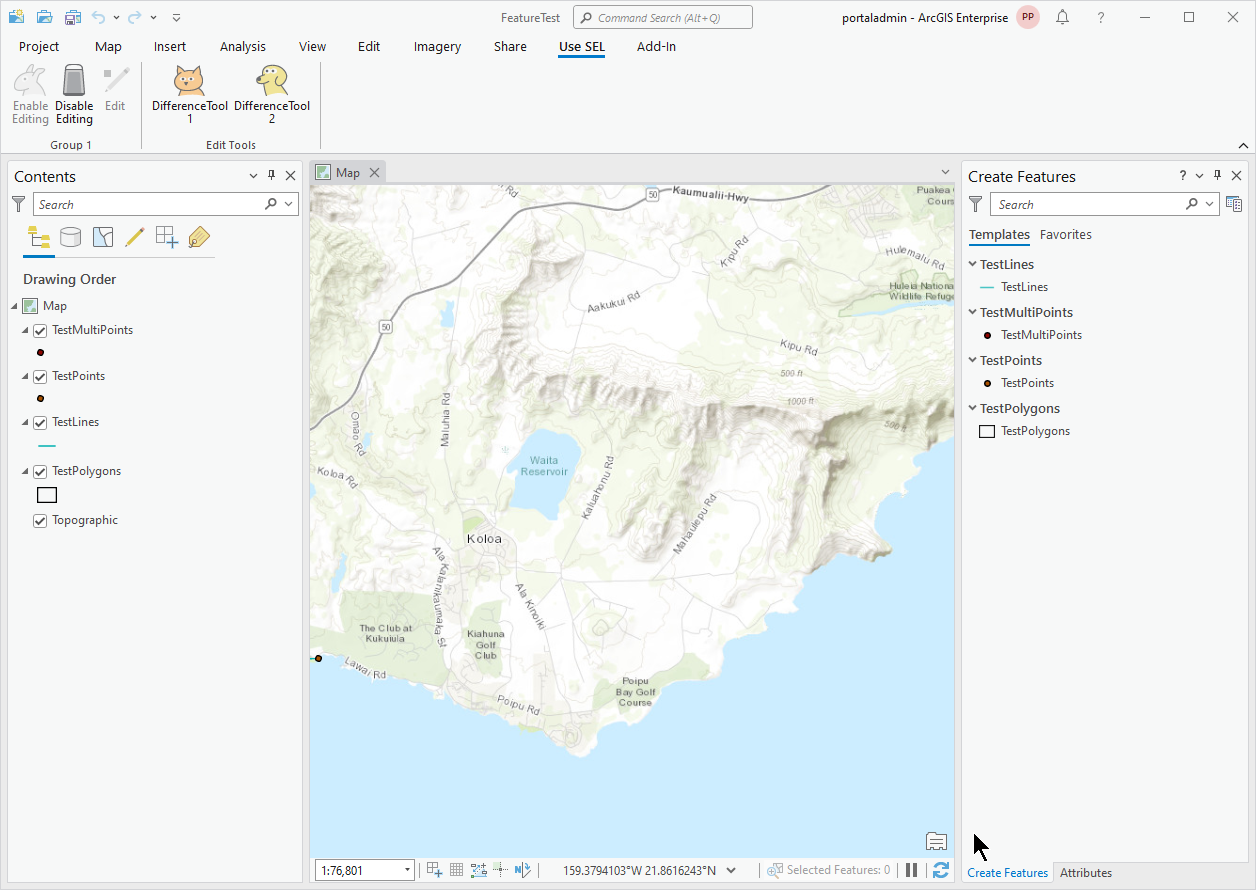 FeatureTest
Command Search (Alt+Q)
portaladmin - ArcGIS Enterprise
PP
Project
Map
Insert
Analysis
View
Edit
Imagery
Share
Use SEL
Add-In
Enable
Editing
Disable
Editing
Edit
DifferenceTool
1
DifferenceTool
2
Group 1
Edit Tools
Contents
Search
Drawing Order
Map
TestMultiPoints
TestPoints
TestLines
TestPolygons
Topographic
Map
50
Kaumualii-Hwy
Puakea
Cours
Kipu Rd
Hulemalu Rd
Huleia Nationa
Wildlife Refuge
Aakukui Rd
50
Kipu Rd
500 ft
1000 ft
500 ft
Maluhia Rd
Omao Rd
Koloa Rd
Waita
Reservoir
Kaluahonu Rd
Mahaulepu Rd
Koloa
Ala Kalanikaumaka St
Ala Kinoiki
The Club at
Kukuiula
Kiahuna
Golf
Club
Lawai Rd
Poipu
Bay Golf
Course
Poipu Rd
1:76,801
159.3794103°W 21.8616243°N
Selected Features: 0
Create Features
Search
Templates
Favorites
TestLines
TestLines
TestMultiPoints
TestMultiPoints
TestPoints
TestPoints
TestPolygons
TestPolygons
Create Features
Attributes